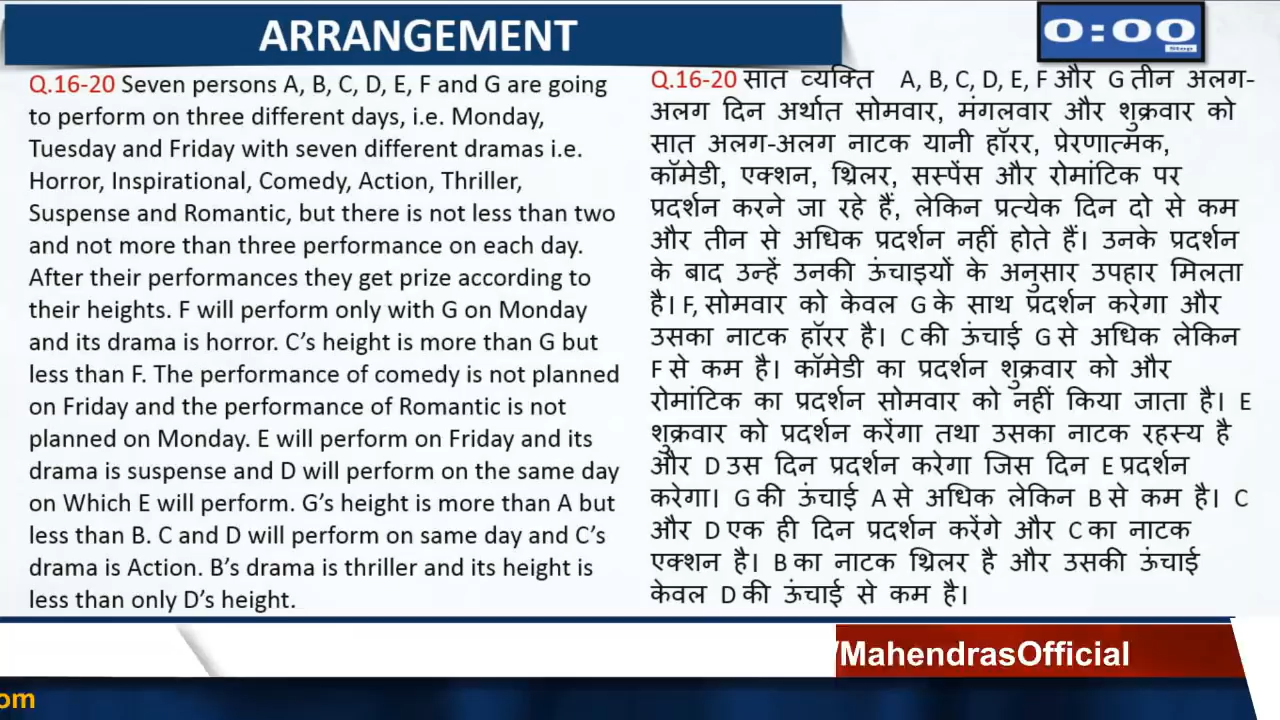 ARRANGEMENT
0:00
Q.16-20 Seven persons A, B, C, D, E, F and G are going
to perform on three different days, i.e. Monday,
Tuesday and Friday with seven different dramas i.e.
Horror, Inspirational, Comedy, Action, Thriller,
Suspense and Romantic, but there is not less than two
and not more than three performance on each day.
After their performances they get prize according to
their heights. F will perform only with G on Monday
and its drama is horror. C’s height is more than G but
less than F. The performance of comedy is not planned
on Friday and the performance of Romantic is not
planned on Monday. E will perform on Friday and its
drama is suspense and D will perform on the same day
on Which E will perform. G’s height is more than A but
less than B. C and D will perform on same day and C’s
drama is Action. B’s drama is thriller and its height is
less than only D’s height.
Q.16-20 सात व्यक्ति A, B, C, D, E, F और G तीन अलग-
अलग दिन अर्थात सोमवार, मंगलवार और शुक्रवार को
सात अलग-अलग नाटक यानी हॉरर, प्रेरणात्मक,
कॉमेडी, एक्शन, थ्रिलर, सस्पेंस और रोमांटिक पर
प्रदर्शन करने जा रहे हैं, लेकिन प्रत्येक दिन दो से कम
और तीन से अधिक प्रदर्शन नहीं होते हैं। उनके प्रदर्शन
के बाद उन्हें उनकी ऊंचाइयों के अनुसार उपहार मिलता
है। F, सोमवार को केवल G के साथ प्रदर्शन करेगा और
उसका नाटक हॉरर है। C की ऊंचाई G से अधिक लेकिन
F से कम है। कॉमेडी का प्रदर्शन शुक्रवार को और
रोमांटिक का प्रदर्शन सोमवार को नहीं किया जाता है। E
शुक्रवार को प्रदर्शन करेंगा तथा उसका नाटक रहस्य है
और D उस दिन प्रदर्शन करेगा जिस दिन E प्रदर्शन
करेगा। G की ऊंचाई A से अधिक लेकिन B से कम है। C
और D एक ही दिन प्रदर्शन करेंगे और C का नाटक
एक्शन है। B का नाटक थ्रिलर है और उसकी ऊंचाई
केवल D की ऊंचाई से कम है।
/MahendrasOfficial
om